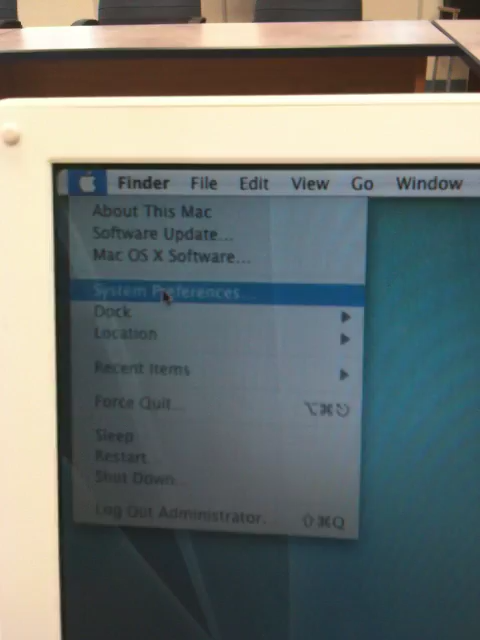 Finder File Edit View Go Window
About This Mac
Software Update...
Mac OS X Software...
System Preferences...
Dock
Location
Recent Items
Force Quit... ⌥⌘⎋
Sleep
Restart...
Shut Down...
Log Out Administrator... ⇧⌘Q